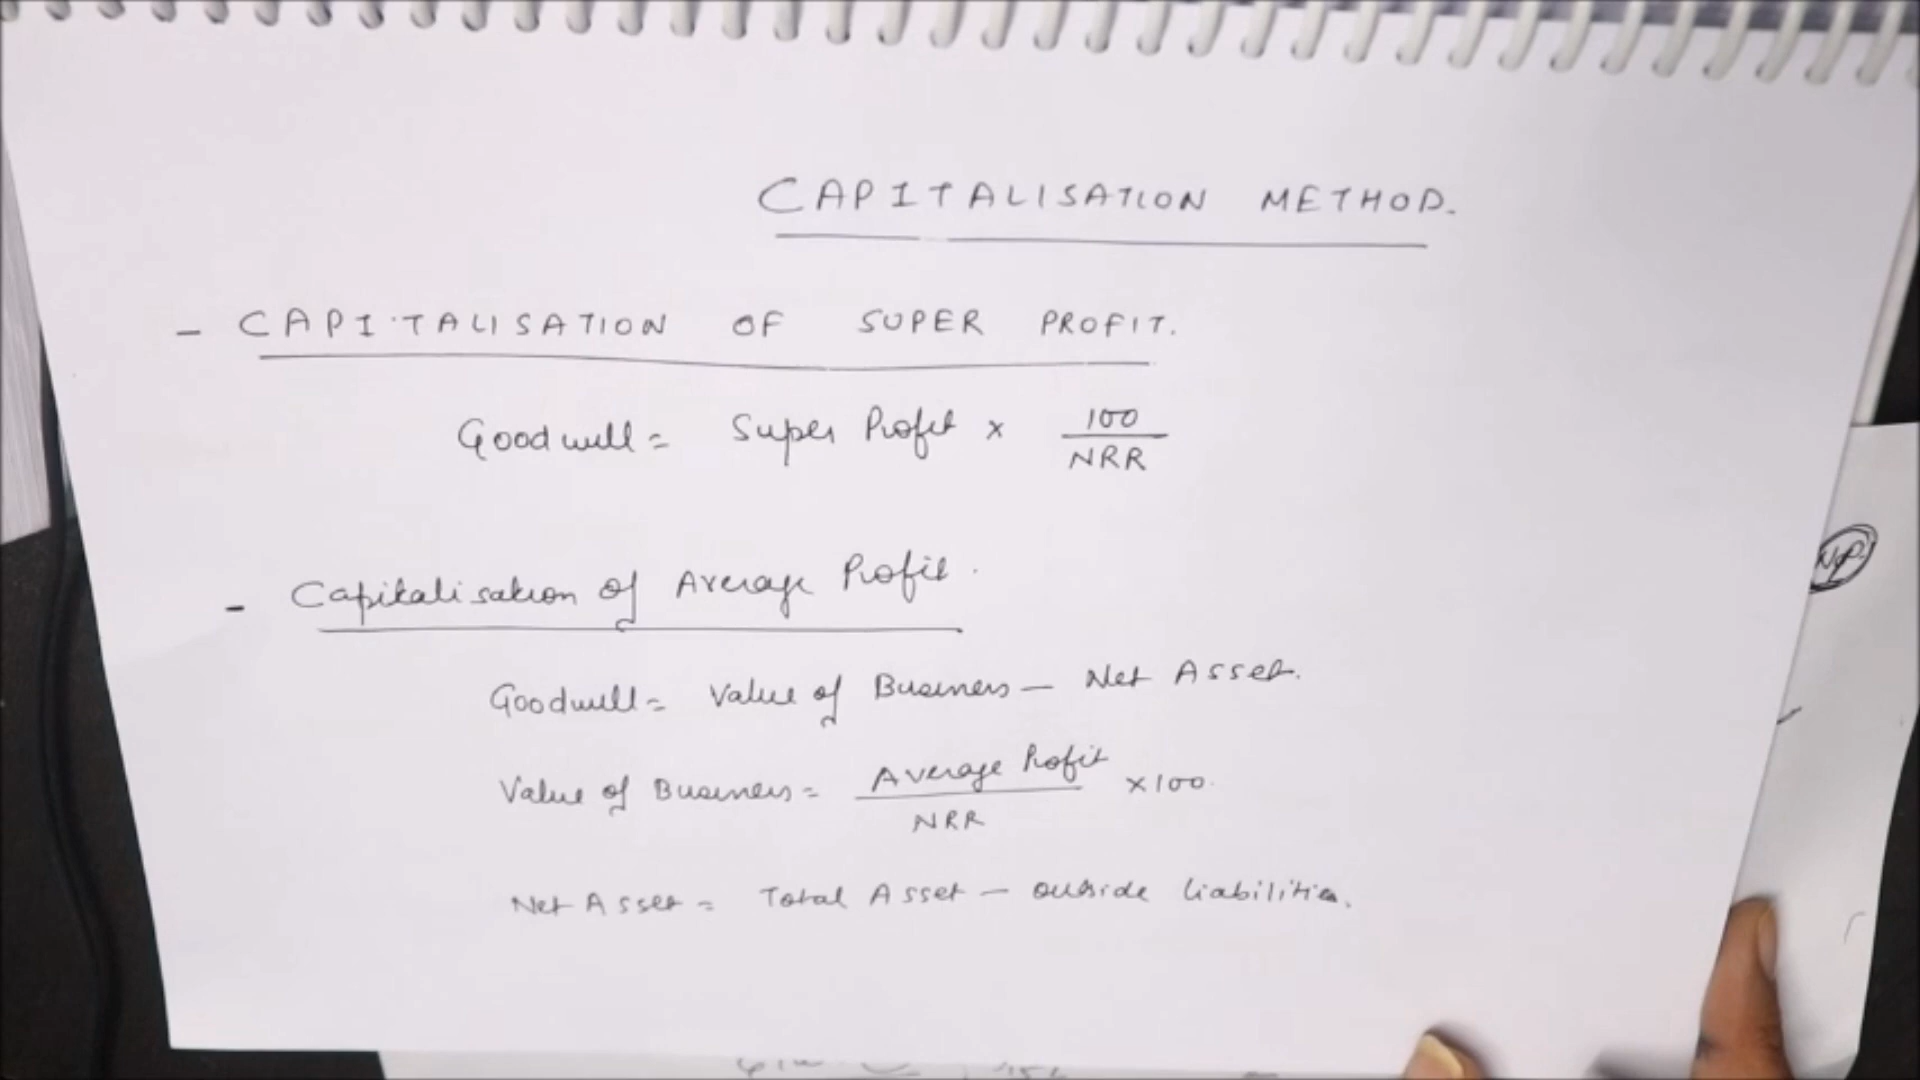 CAPITALISATION METHOD.
- CAPITALISATION OF SUPER PROFIT.
Goodwill = Super Profit × 100/NRR
- Capitalisation of Average Profit.
Goodwill = Value of Business - Net Asset.
Value of Business = Average Profit/NRR ×100.
Net Asset = Total Asset - outside liabilities.